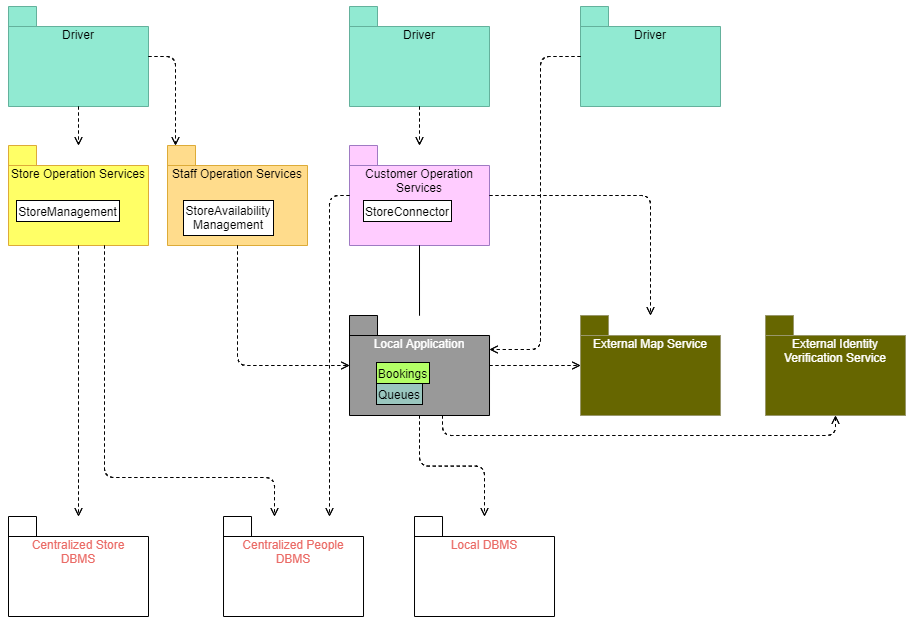 Driver
Driver
Driver
Store Operation Services
StoreManagement
Staff Operation Services
StoreAvailability
Management
Customer Operation
Services
StoreConnector
Local Application
Bookings
Queues
External Map Service
External Identity
Verification Service
Centralized Store
DBMS
Centralized People
DBMS
Local DBMS